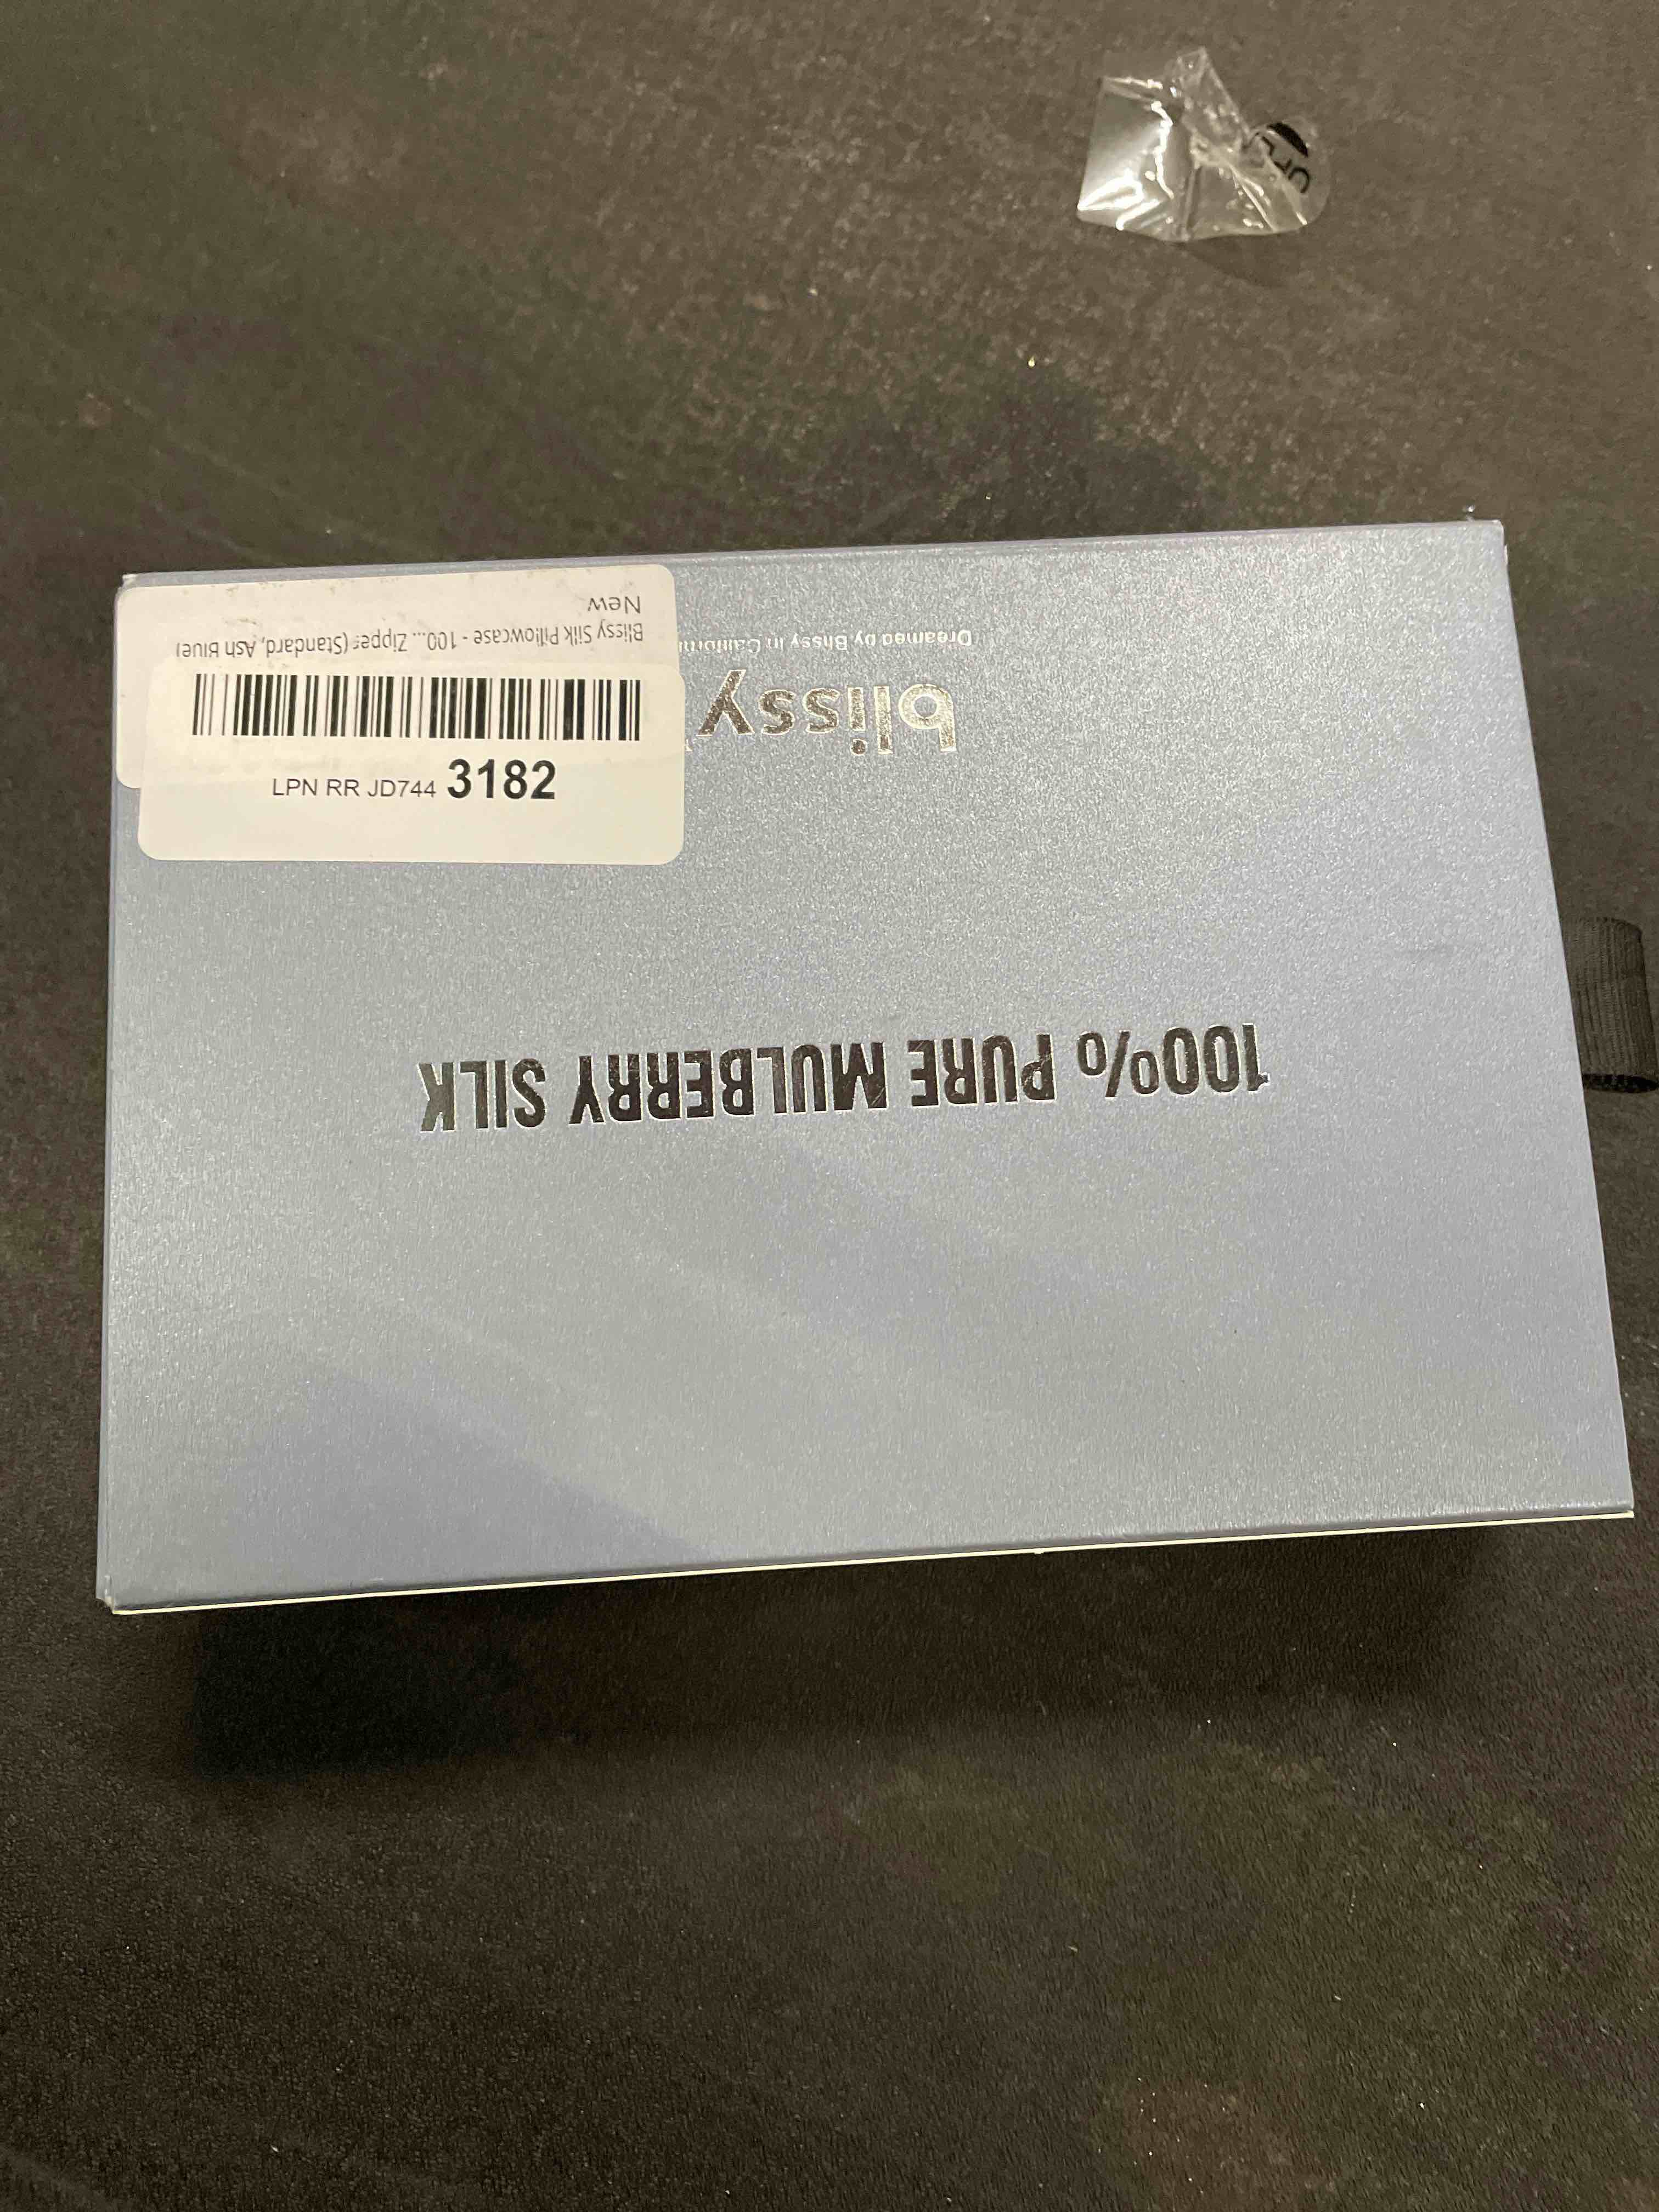 LPN RR JD744 3182
Blissy Silk Pillowcase - 100... Zipper (Standard, Ash Blue)
New
100% PURE MULBERRY SILK
blissy
Dreamed by Blissy in